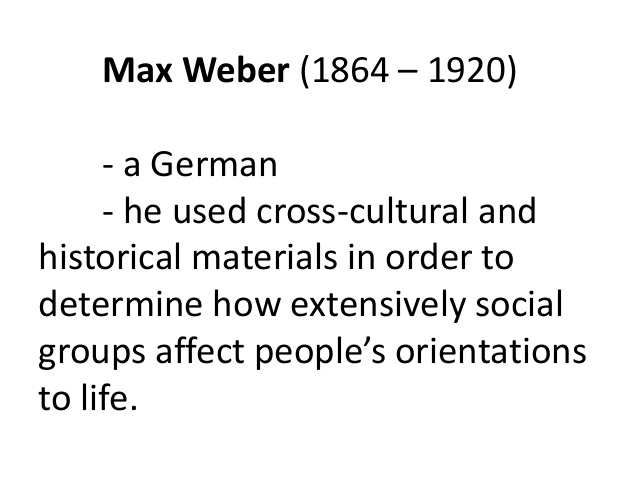 Max Weber (1864 – 1920)
- a German
- he used cross-cultural and
historical materials in order to
determine how extensively social
groups affect people’s orientations
to life.